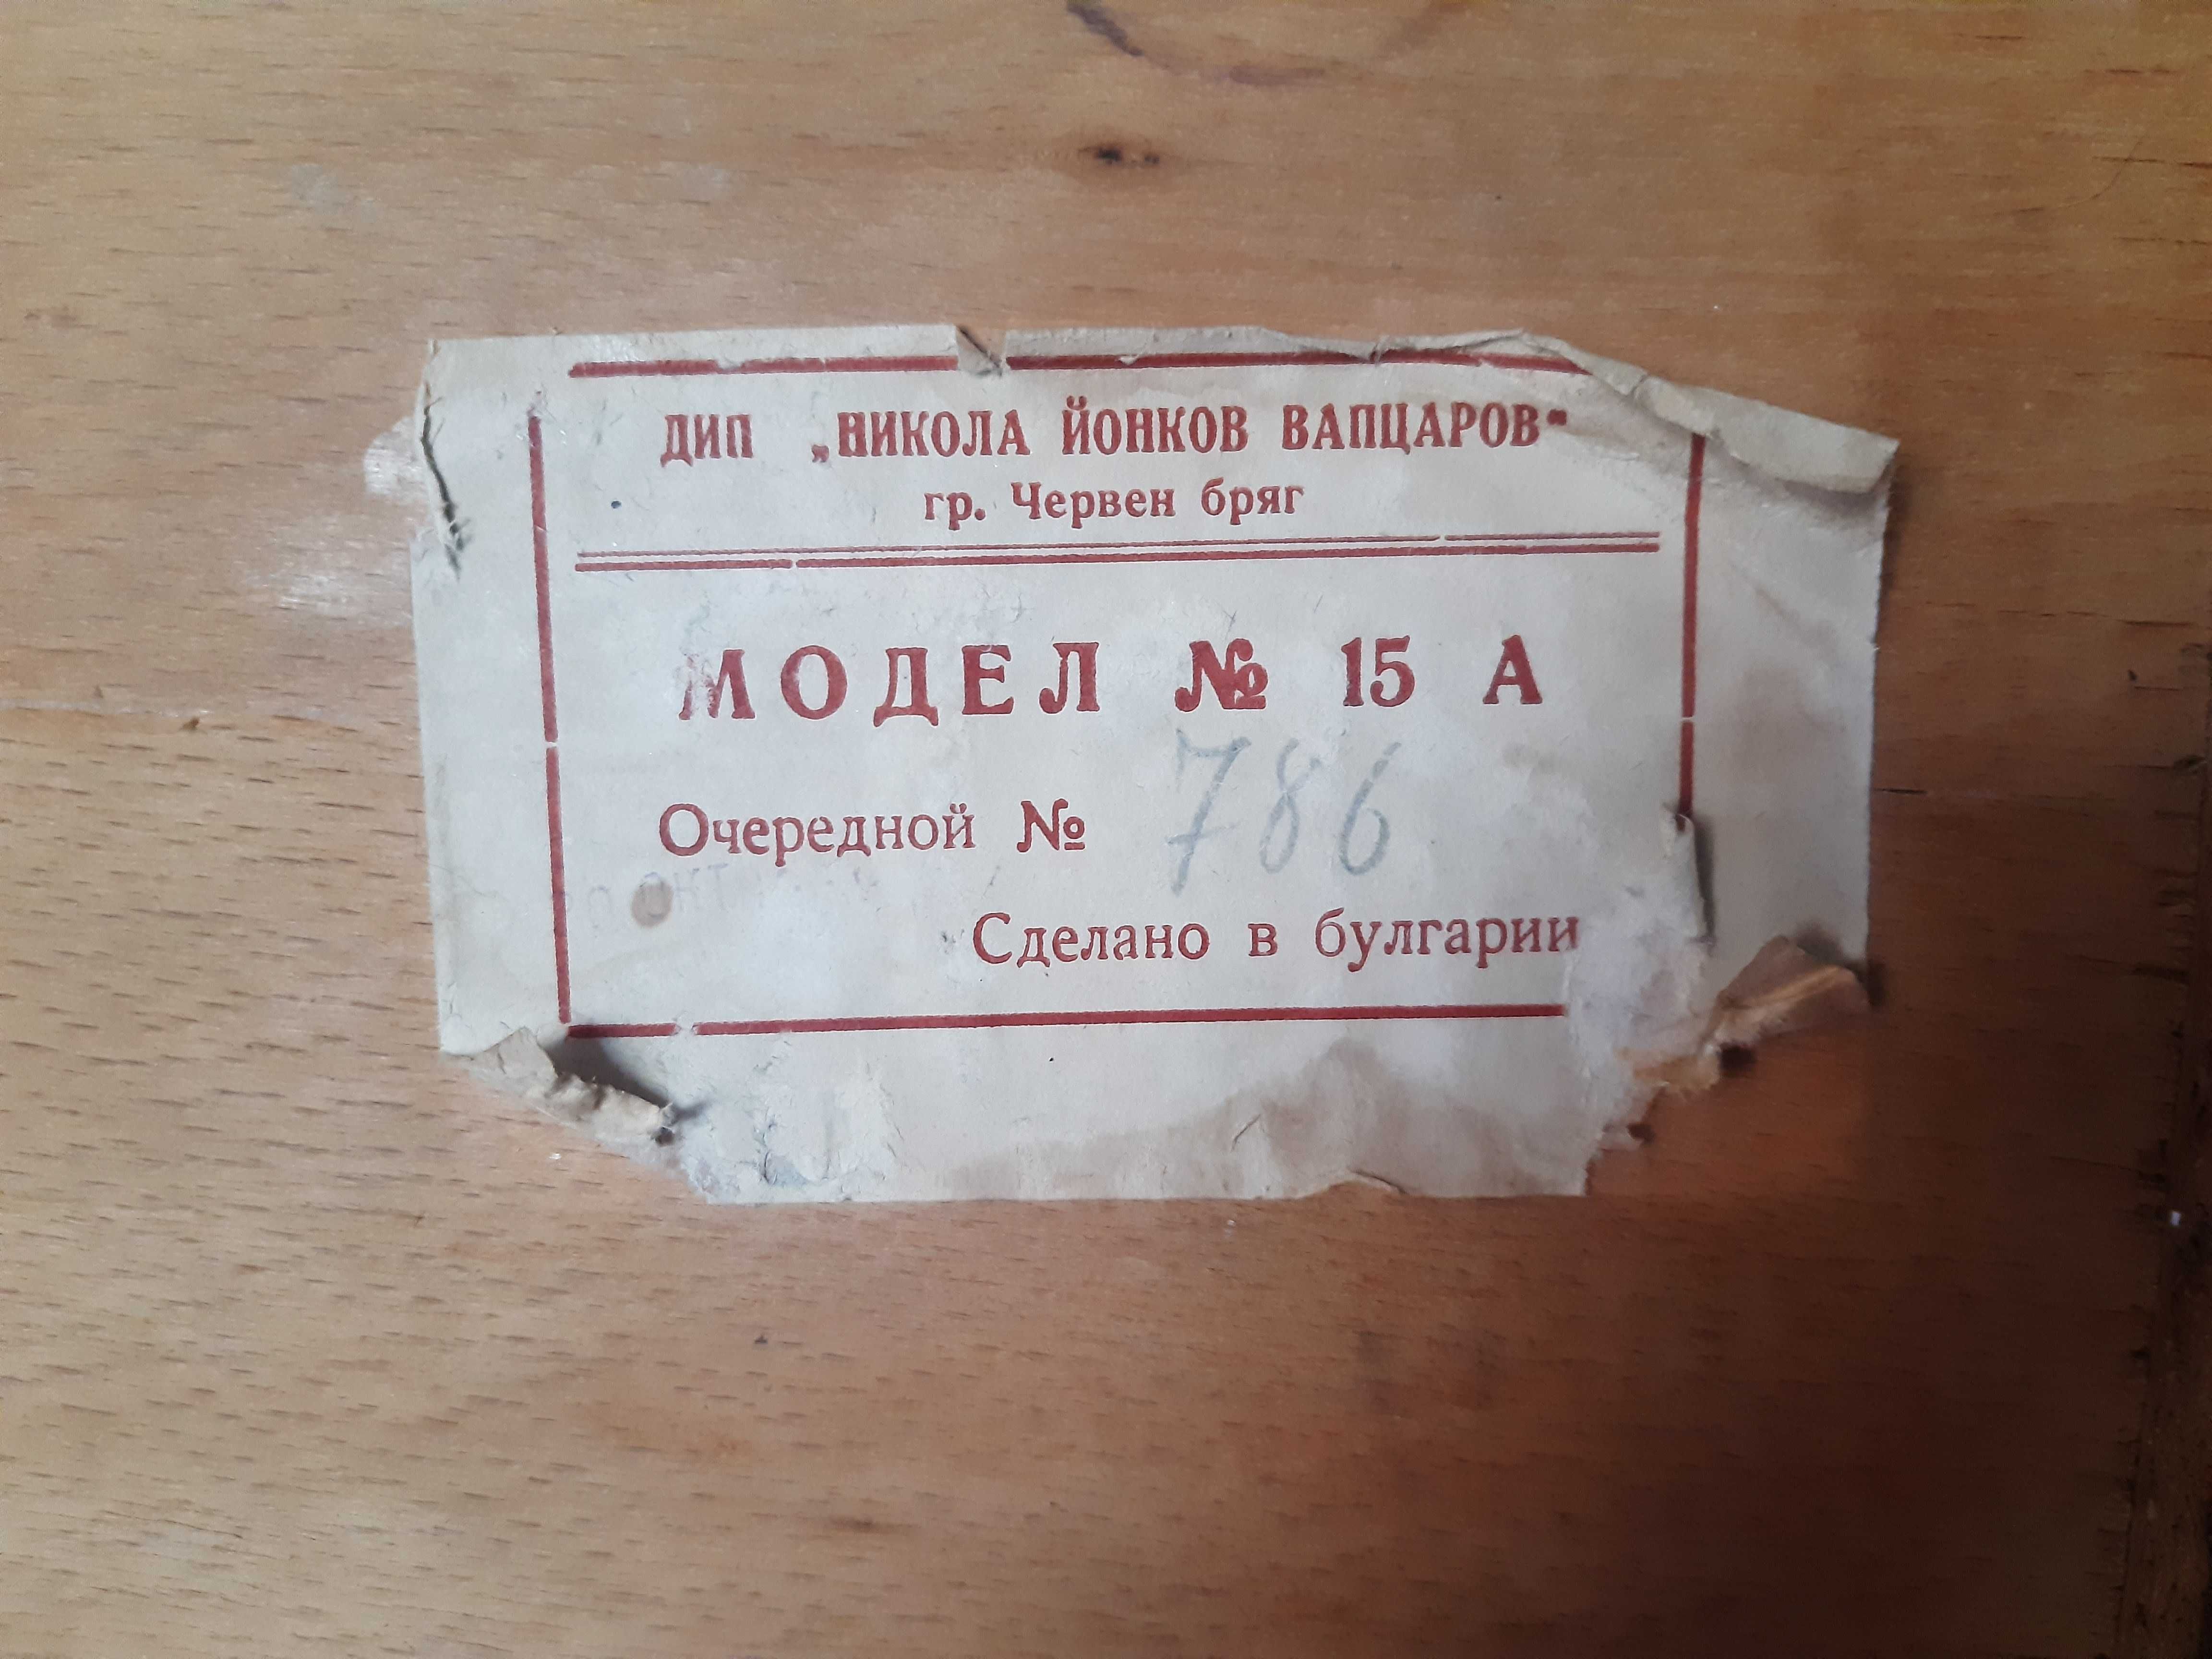 ДИП „НИКОЛА ЙОНКОВ ВАПЦАРОВ“
гр. Червен бряг
МОДЕЛ № 15 А
Очередной № 786
Сделано в булгарии